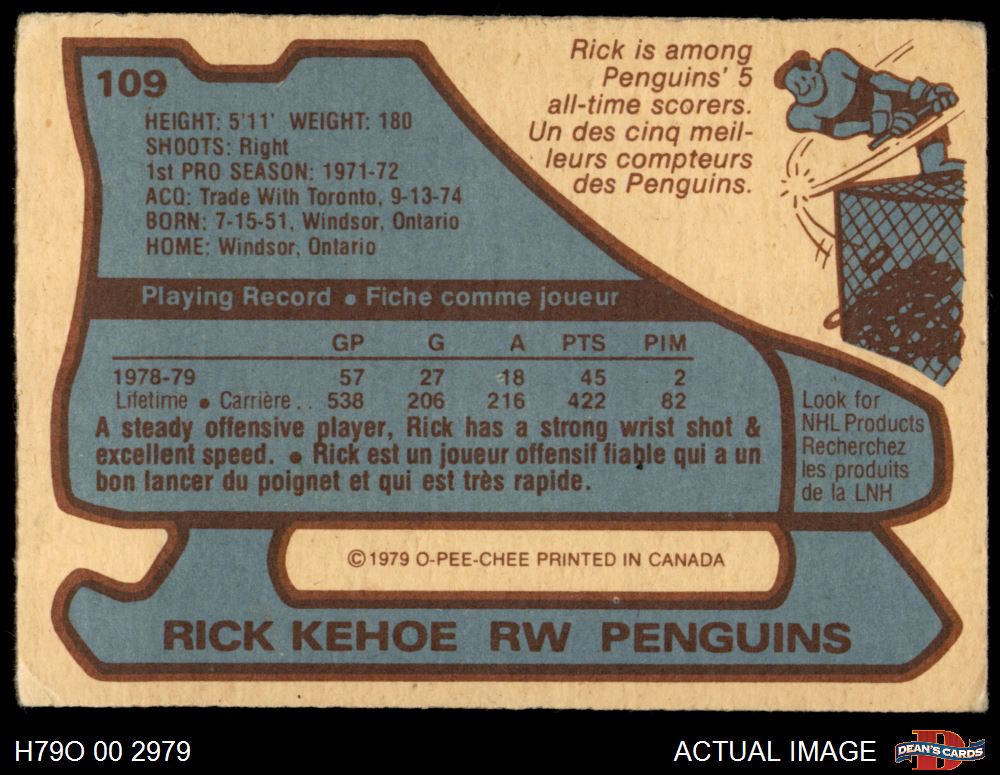 109
HEIGHT: 5'11' WEIGHT: 180
SHOOTS: Right
1st PRO SEASON: 1971-72
ACQ: Trade With Toronto, 9-13-74
BORN: 7-15-51, Windsor, Ontario
HOME: Windsor, Ontario
Rick is among
Penguins' 5
all-time scorers.
Un des cinq meil-
leurs compteurs
des Penguins.
Playing Record • Fiche comme joueur
GP G A PTS PIM
1978-79 57 27 18 45 2
Lifetime • Carrière.. 538 206 216 422 82
A steady offensive player, Rick has a strong wrist shot &
excellent speed. • Rick est un joueur offensif fiable qui a un
bon lancer du poignet et qui est très rapide.
Look for
NHL Products
Recherchez
les produits
de la LNH
©1979 O-PEE-CHEE PRINTED IN CANADA
RICK KEHOE RW PENGUINS
H79O 00 2979
ACTUAL IMAGE
D
DEAN'S CARDS